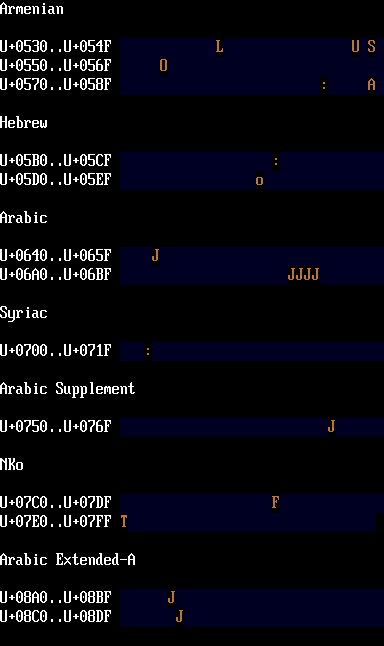 Armenian
U+0530..U+054F L U S
U+0550..U+056F O
U+0570..U+058F : A
Hebrew
U+05B0..U+05CF :
U+05D0..U+05EF o
Arabic
U+0640..U+065F J
U+06A0..U+06BF JJJJ
Syriac
U+0700..U+071F :
Arabic Supplement
U+0750..U+076F J
NKo
U+07C0..U+07DF F
U+07E0..U+07FF T
Arabic Extended-A
U+08A0..U+08BF J
U+08C0..U+08DF J